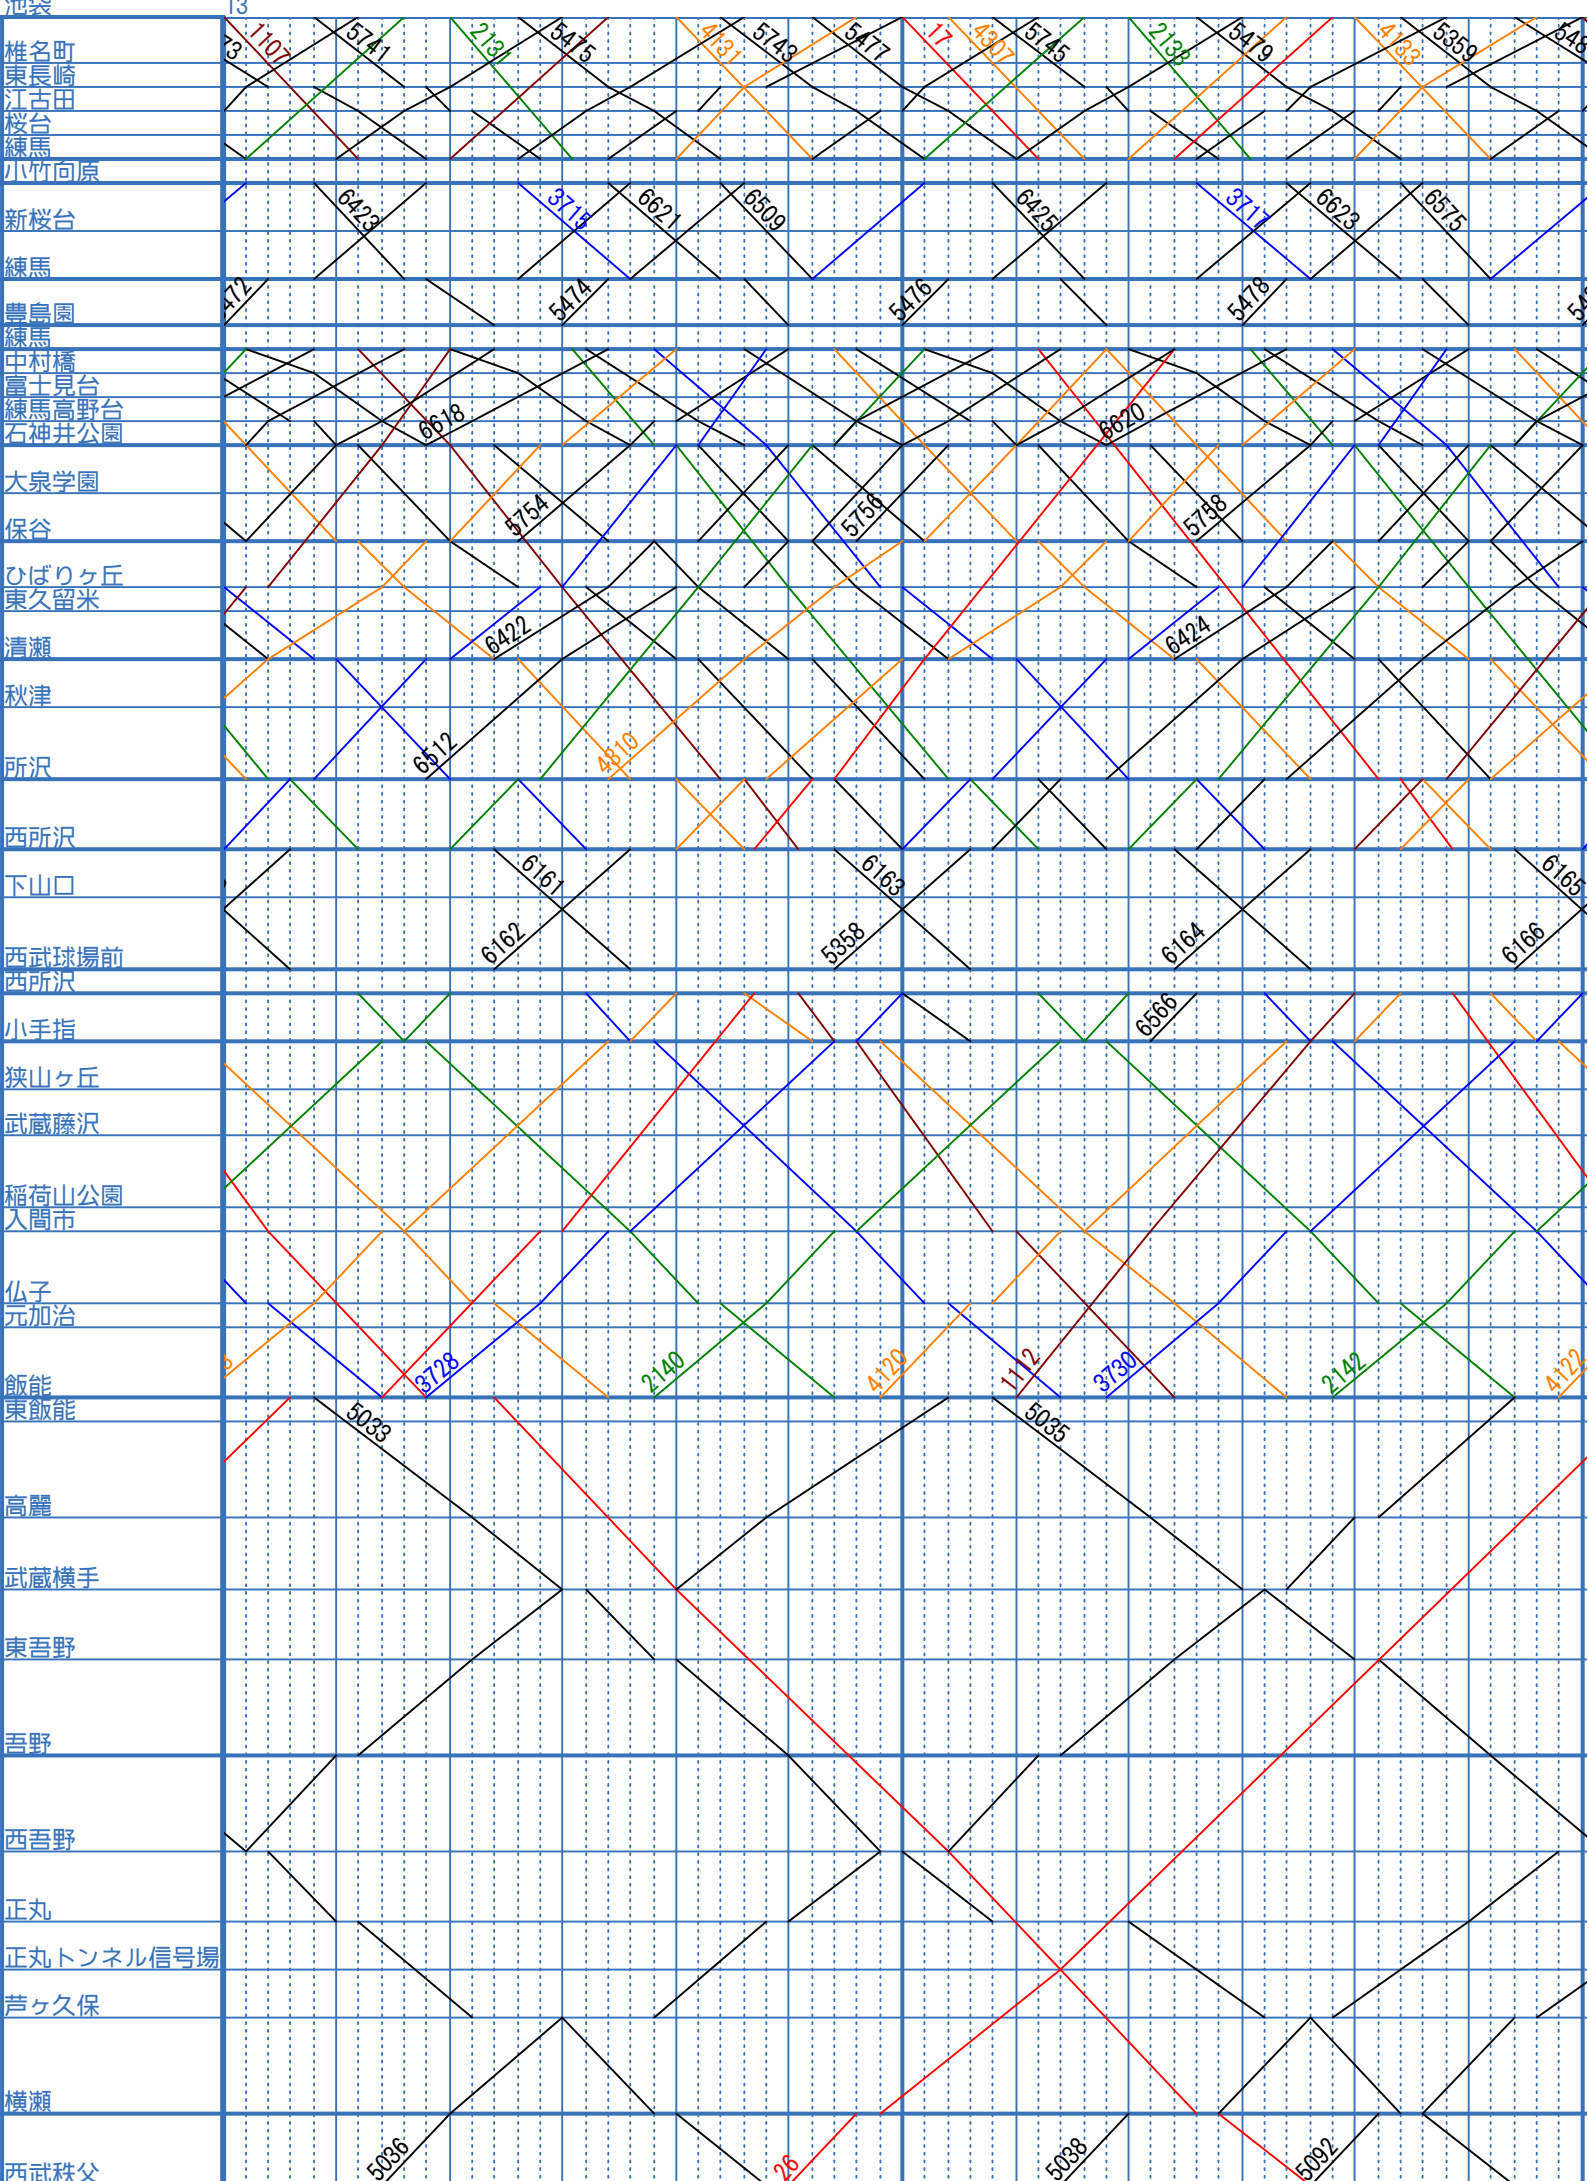 池袋 13
73 1107 5741 2131 5475 4131 5743 5477 17 4307 5745 2133 5479 4133 5359
椎名町
東長崎
江古田
桜台
練馬
小竹向原
6423 3715 6621 6509 6425 3717 6623 6575
新桜台
練馬
472 5474 5476 5478
豊島園
練馬
中村橋
富士見台
練馬高野台
6618 6620
石神井公園
大泉学園
5754 5756 5758
保谷
ひばりヶ丘
東久留米
6422 6424
清瀬
秋津
6512 4810
所沢
西所沢
6161 6163 6165
下山口
6162 5358 6164 6166
西武球場前
西所沢
6566
小手指
狭山ヶ丘
武蔵藤沢
稲荷山公園
入間市
仏子
元加治
3728 2140 4120 1112 3730 2142 4122
飯能
東飯能
5033 5035
高麗
武蔵横手
東吾野
吾野
西吾野
正丸
正丸トンネル信号場
芦ヶ久保
横瀬
5036 26 5038 5092
西武秩父